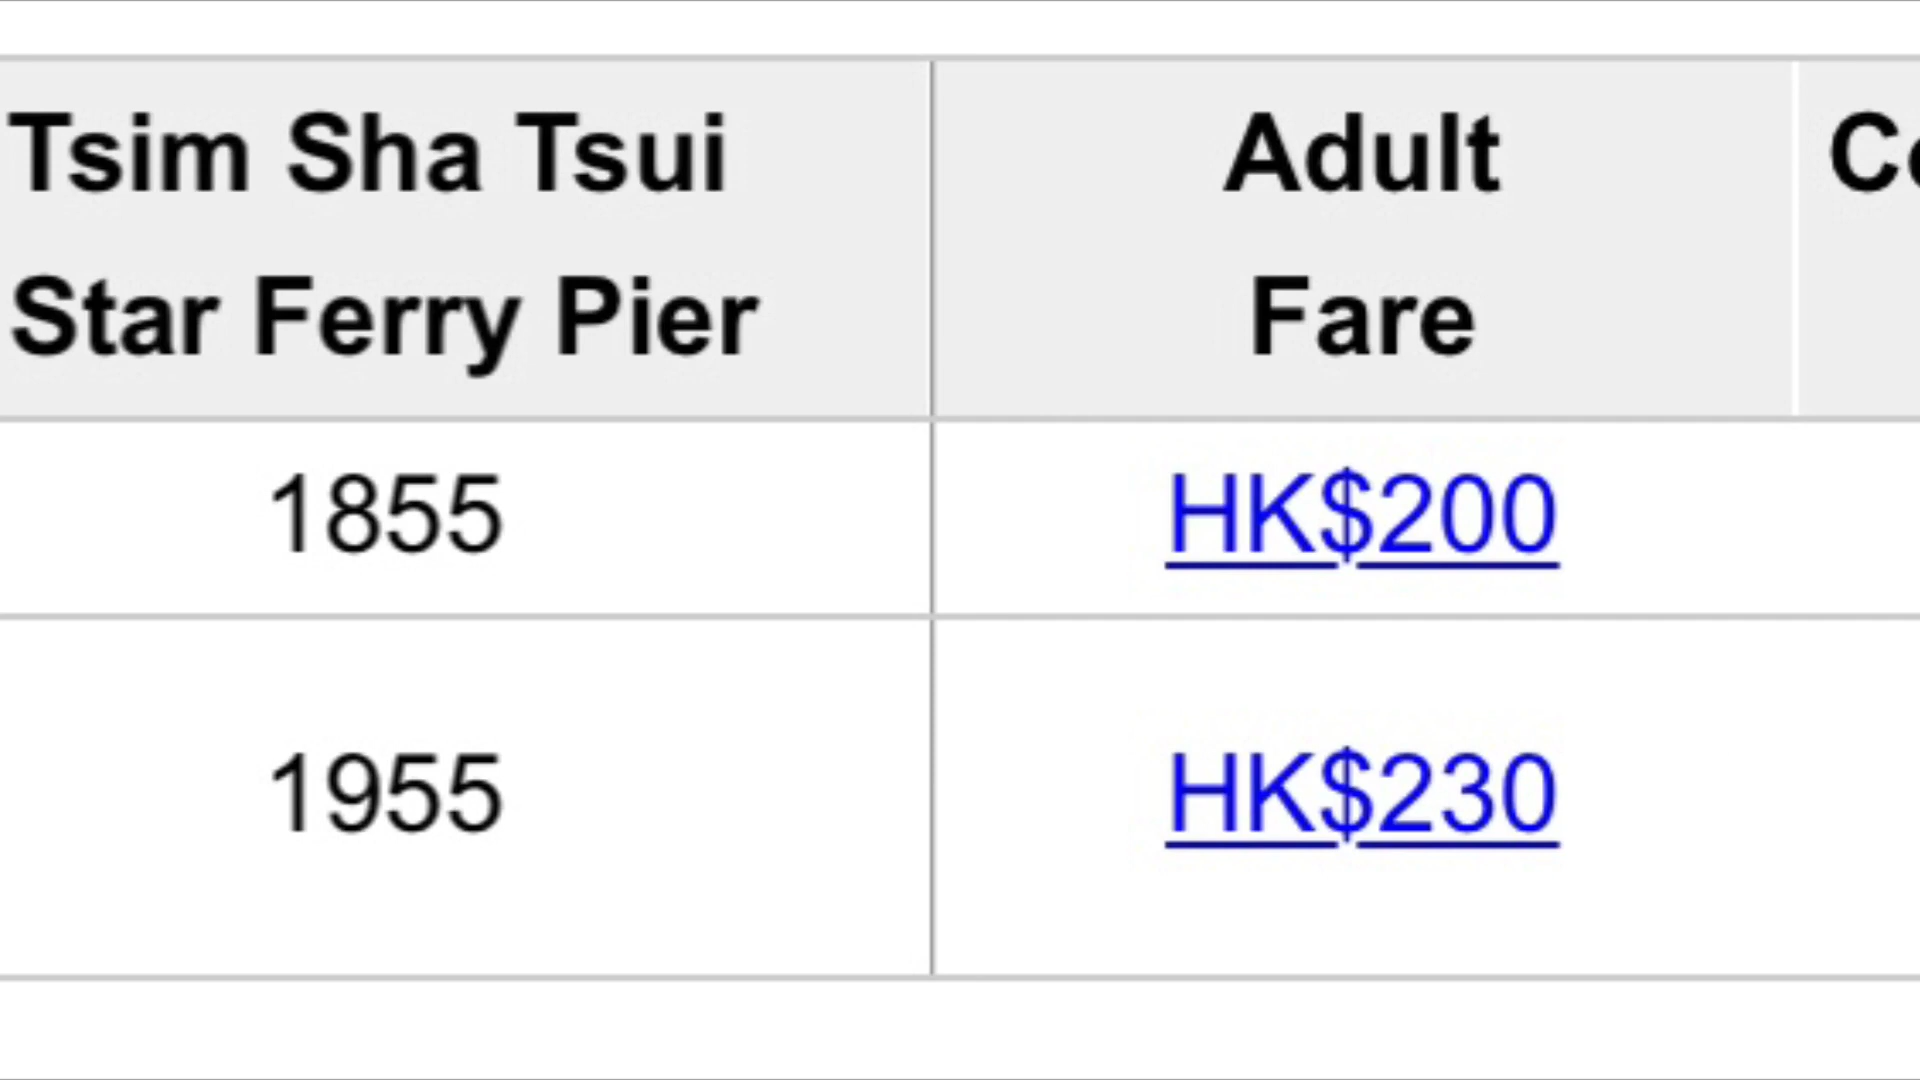 Tsim Sha Tsui
Star Ferry Pier
Adult
Fare
1855
HK$200
1955
HK$230